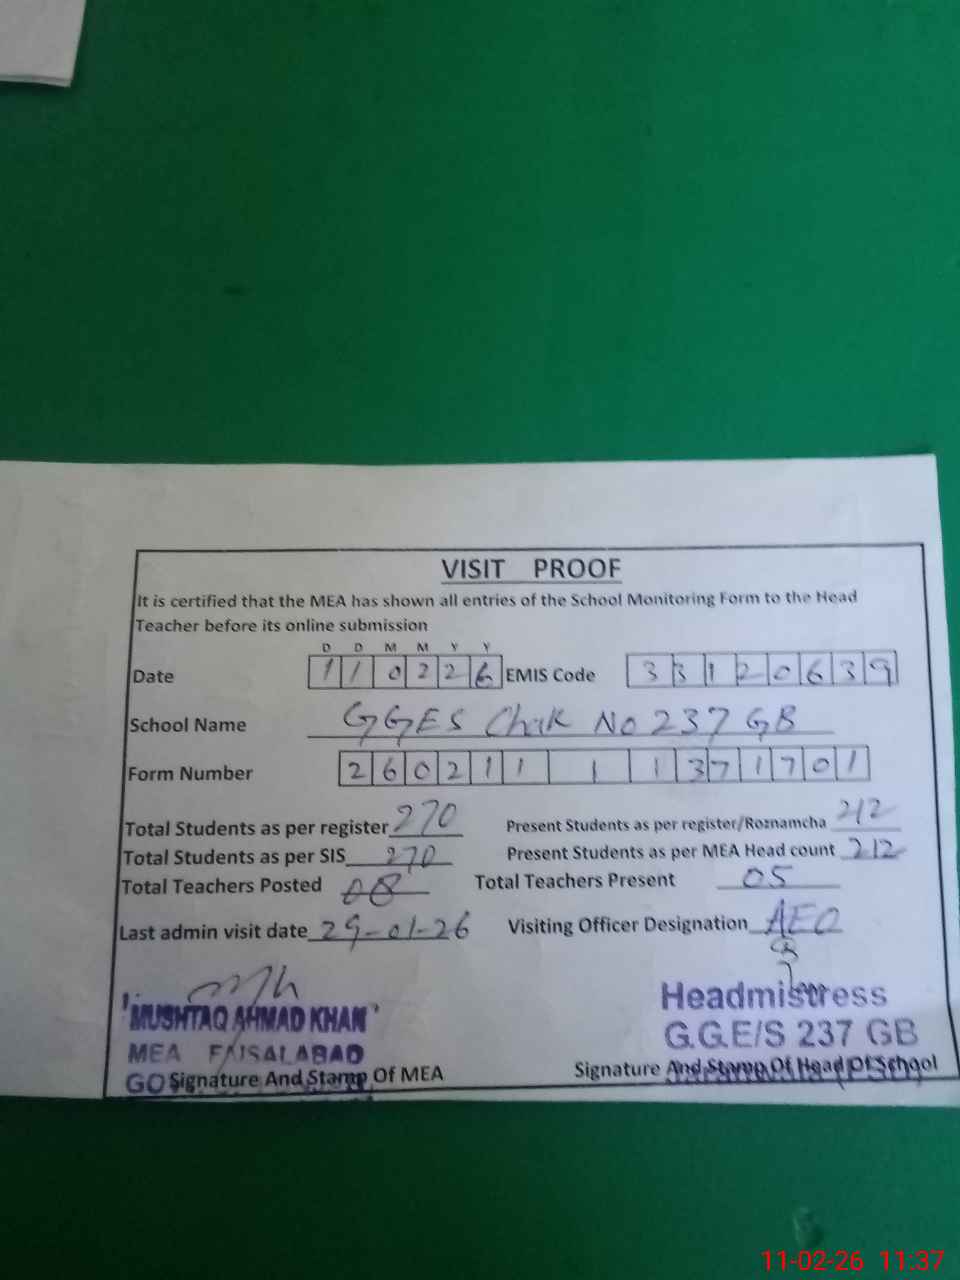 VISIT PROOF
It is certified that the MEA has shown all entries of the School Monitoring Form to the Head
Teacher before its online submission
D D M M Y Y
Date 1 1 0 2 2 6 EMIS Code 3 3 1 2 0 6 3 9
School Name GGES Chak No 237 GB
Form Number 2 6 0 2 1 1 1 1 3 7 1 7 0 1
Total Students as per register 270 Present Students as per register/Roznamcha 212
Total Students as per SIS 270 Present Students as per MEA Head count 212
Total Teachers Posted 08 Total Teachers Present 05
Last admin visit date 29-01-26 Visiting Officer Designation AEO
MUSHTAQ AHMAD KHAN
MEA FAISALABAD
Signature And Stamp Of MEA
Headmistress
G.G.E/S 237 GB
Signature And Stamp Of Head Of School
11-02-26 11:37